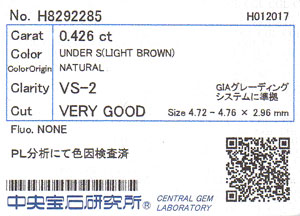 No. H8292285 H012017
Carat 0.426 ct
Color UNDER S(LIGHT BROWN)
ColorOrigin NATURAL
Clarity VS-2 GIAグレーディングシステムに準拠
Cut VERY GOOD Size 4.72 - 4.76 × 2.96 mm
Fluo. NONE
PL分析にて色因検査済
中央宝石研究所® CENTRAL GEM LABORATORY